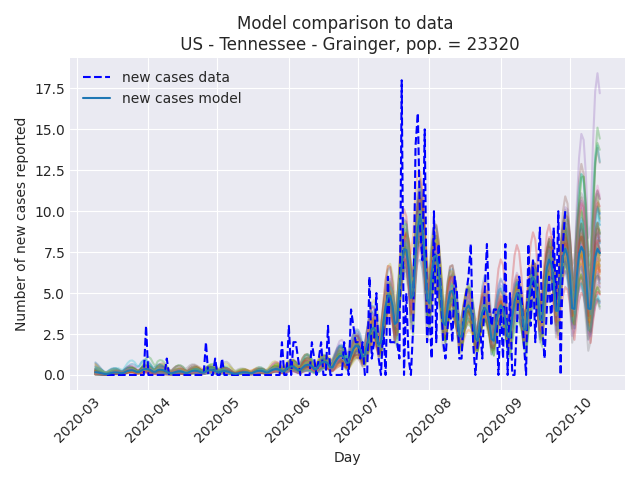 Model comparison to data
US - Tennessee - Grainger, pop. = 23320
new cases data
new cases model
Number of new cases reported
17.5
15.0
12.5
10.0
7.5
5.0
2.5
0.0
2020-03
2020-04
2020-05
2020-06
2020-07
2020-08
2020-09
2020-10
Day